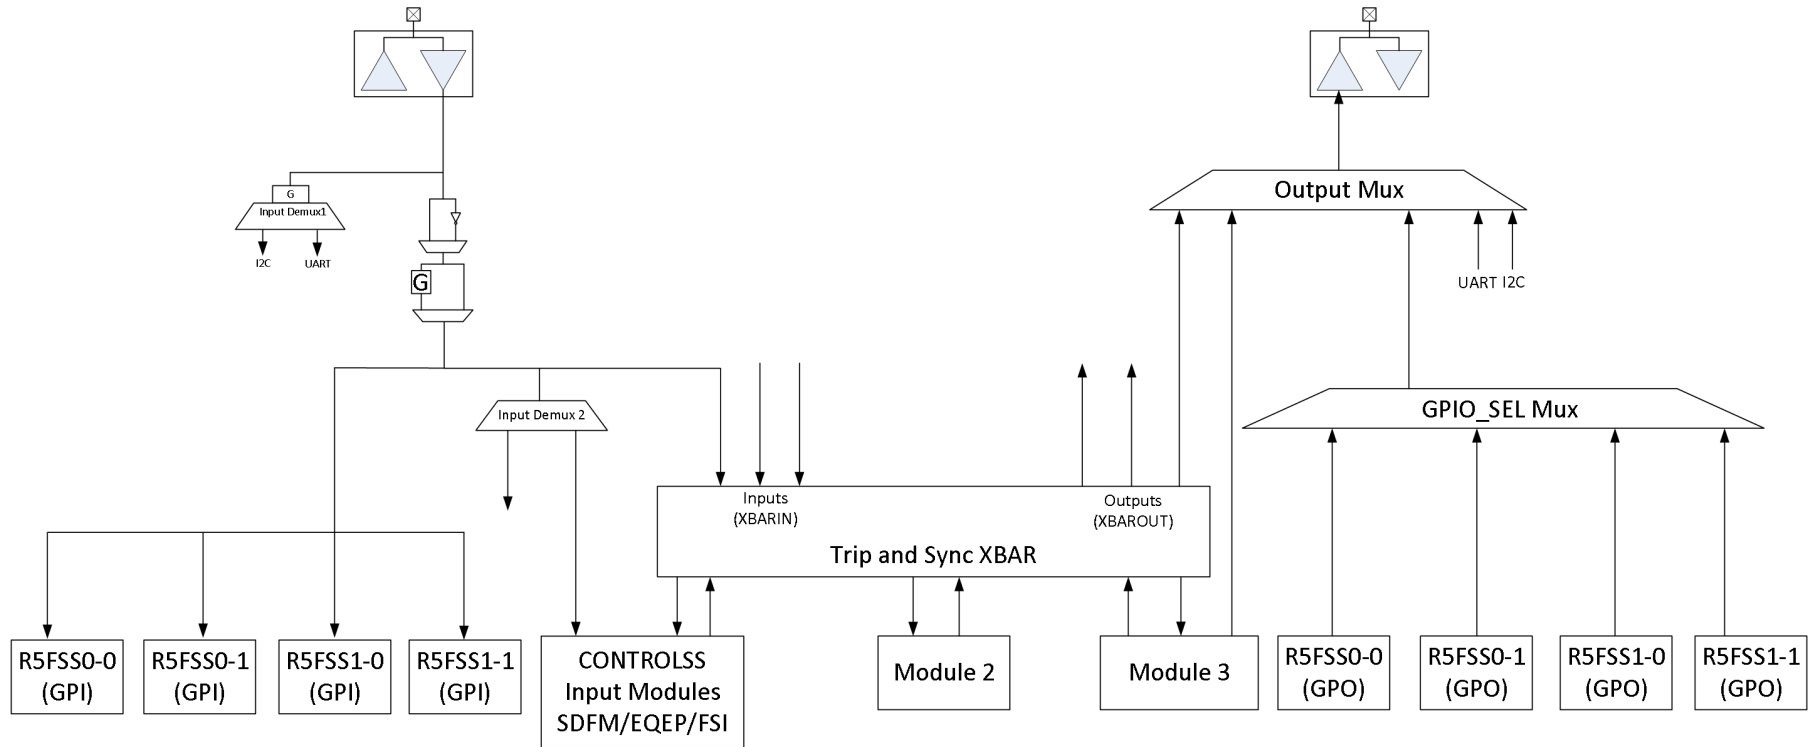 G
Input Demux1
I2C
UART
G
Output Mux
UART I2C
Input Demux 2
GPIO_SEL Mux
Inputs
(XBARIN)
Outputs
(XBAROUT)
Trip and Sync XBAR
R5FSS0-0
(GPI)
R5FSS0-1
(GPI)
R5FSS1-0
(GPI)
R5FSS1-1
(GPI)
CONTROLSS
Input Modules
SDFM/EQEP/FSI
Module 2
Module 3
R5FSS0-0
(GPO)
R5FSS0-1
(GPO)
R5FSS1-0
(GPO)
R5FSS1-1
(GPO)